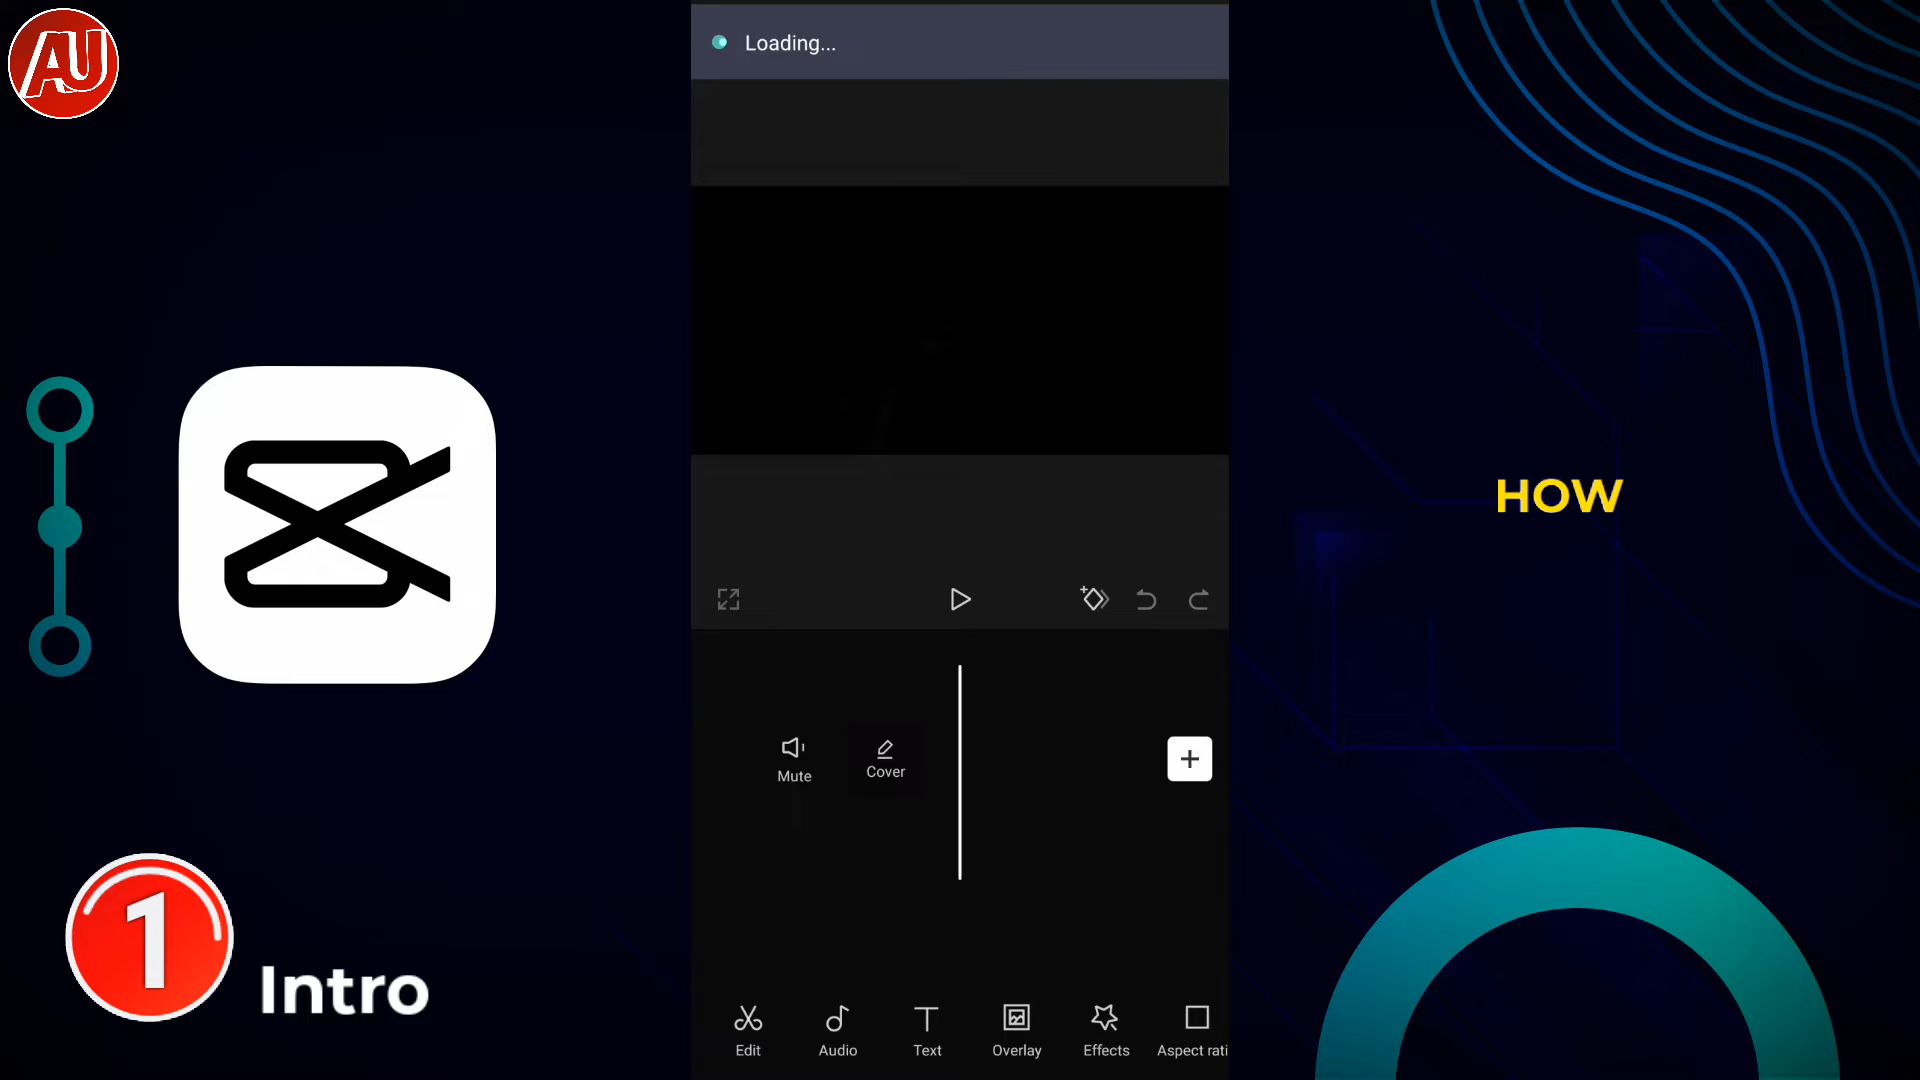 AU
Loading...
HOW
Mute
Cover
1
Intro
Edit
Audio
Text
Overlay
Effects
Aspect rati